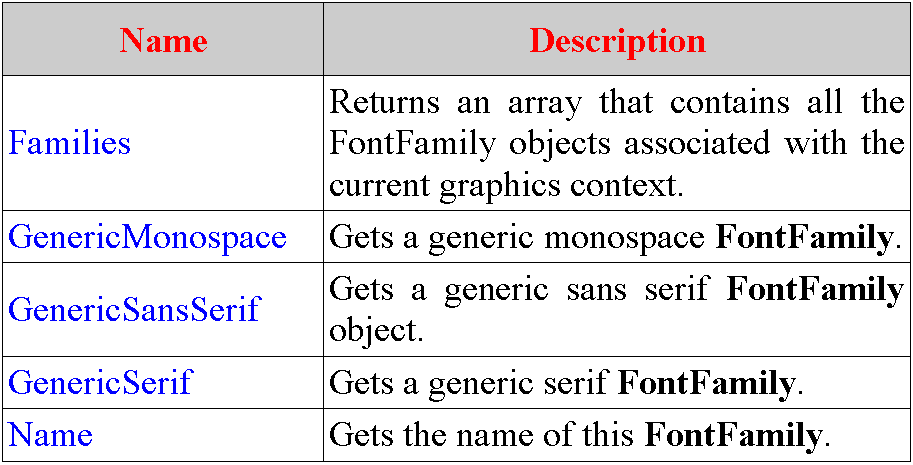 Name Description
Families
Returns an array that contains all the
FontFamily objects associated with the
current graphics context.
GenericMonospace Gets a generic monospace FontFamily.
GenericSansSerif
Gets a generic sans serif FontFamily
object.
GenericSerif Gets a generic serif FontFamily.
Name Gets the name of this FontFamily.